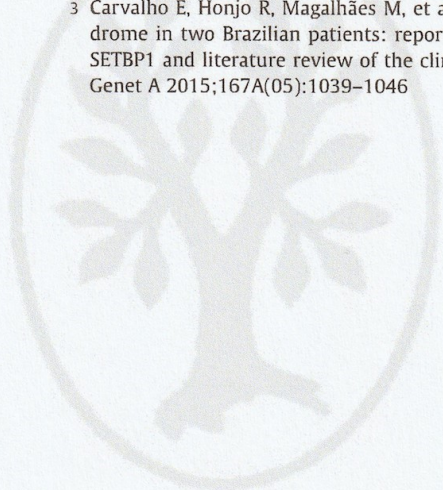 3 Carvalho E, Honjo R, Magalhães M, et a
drome in two Brazilian patients: repor
SETBP1 and literature review of the clin
Genet A 2015;167A(05):1039–1046